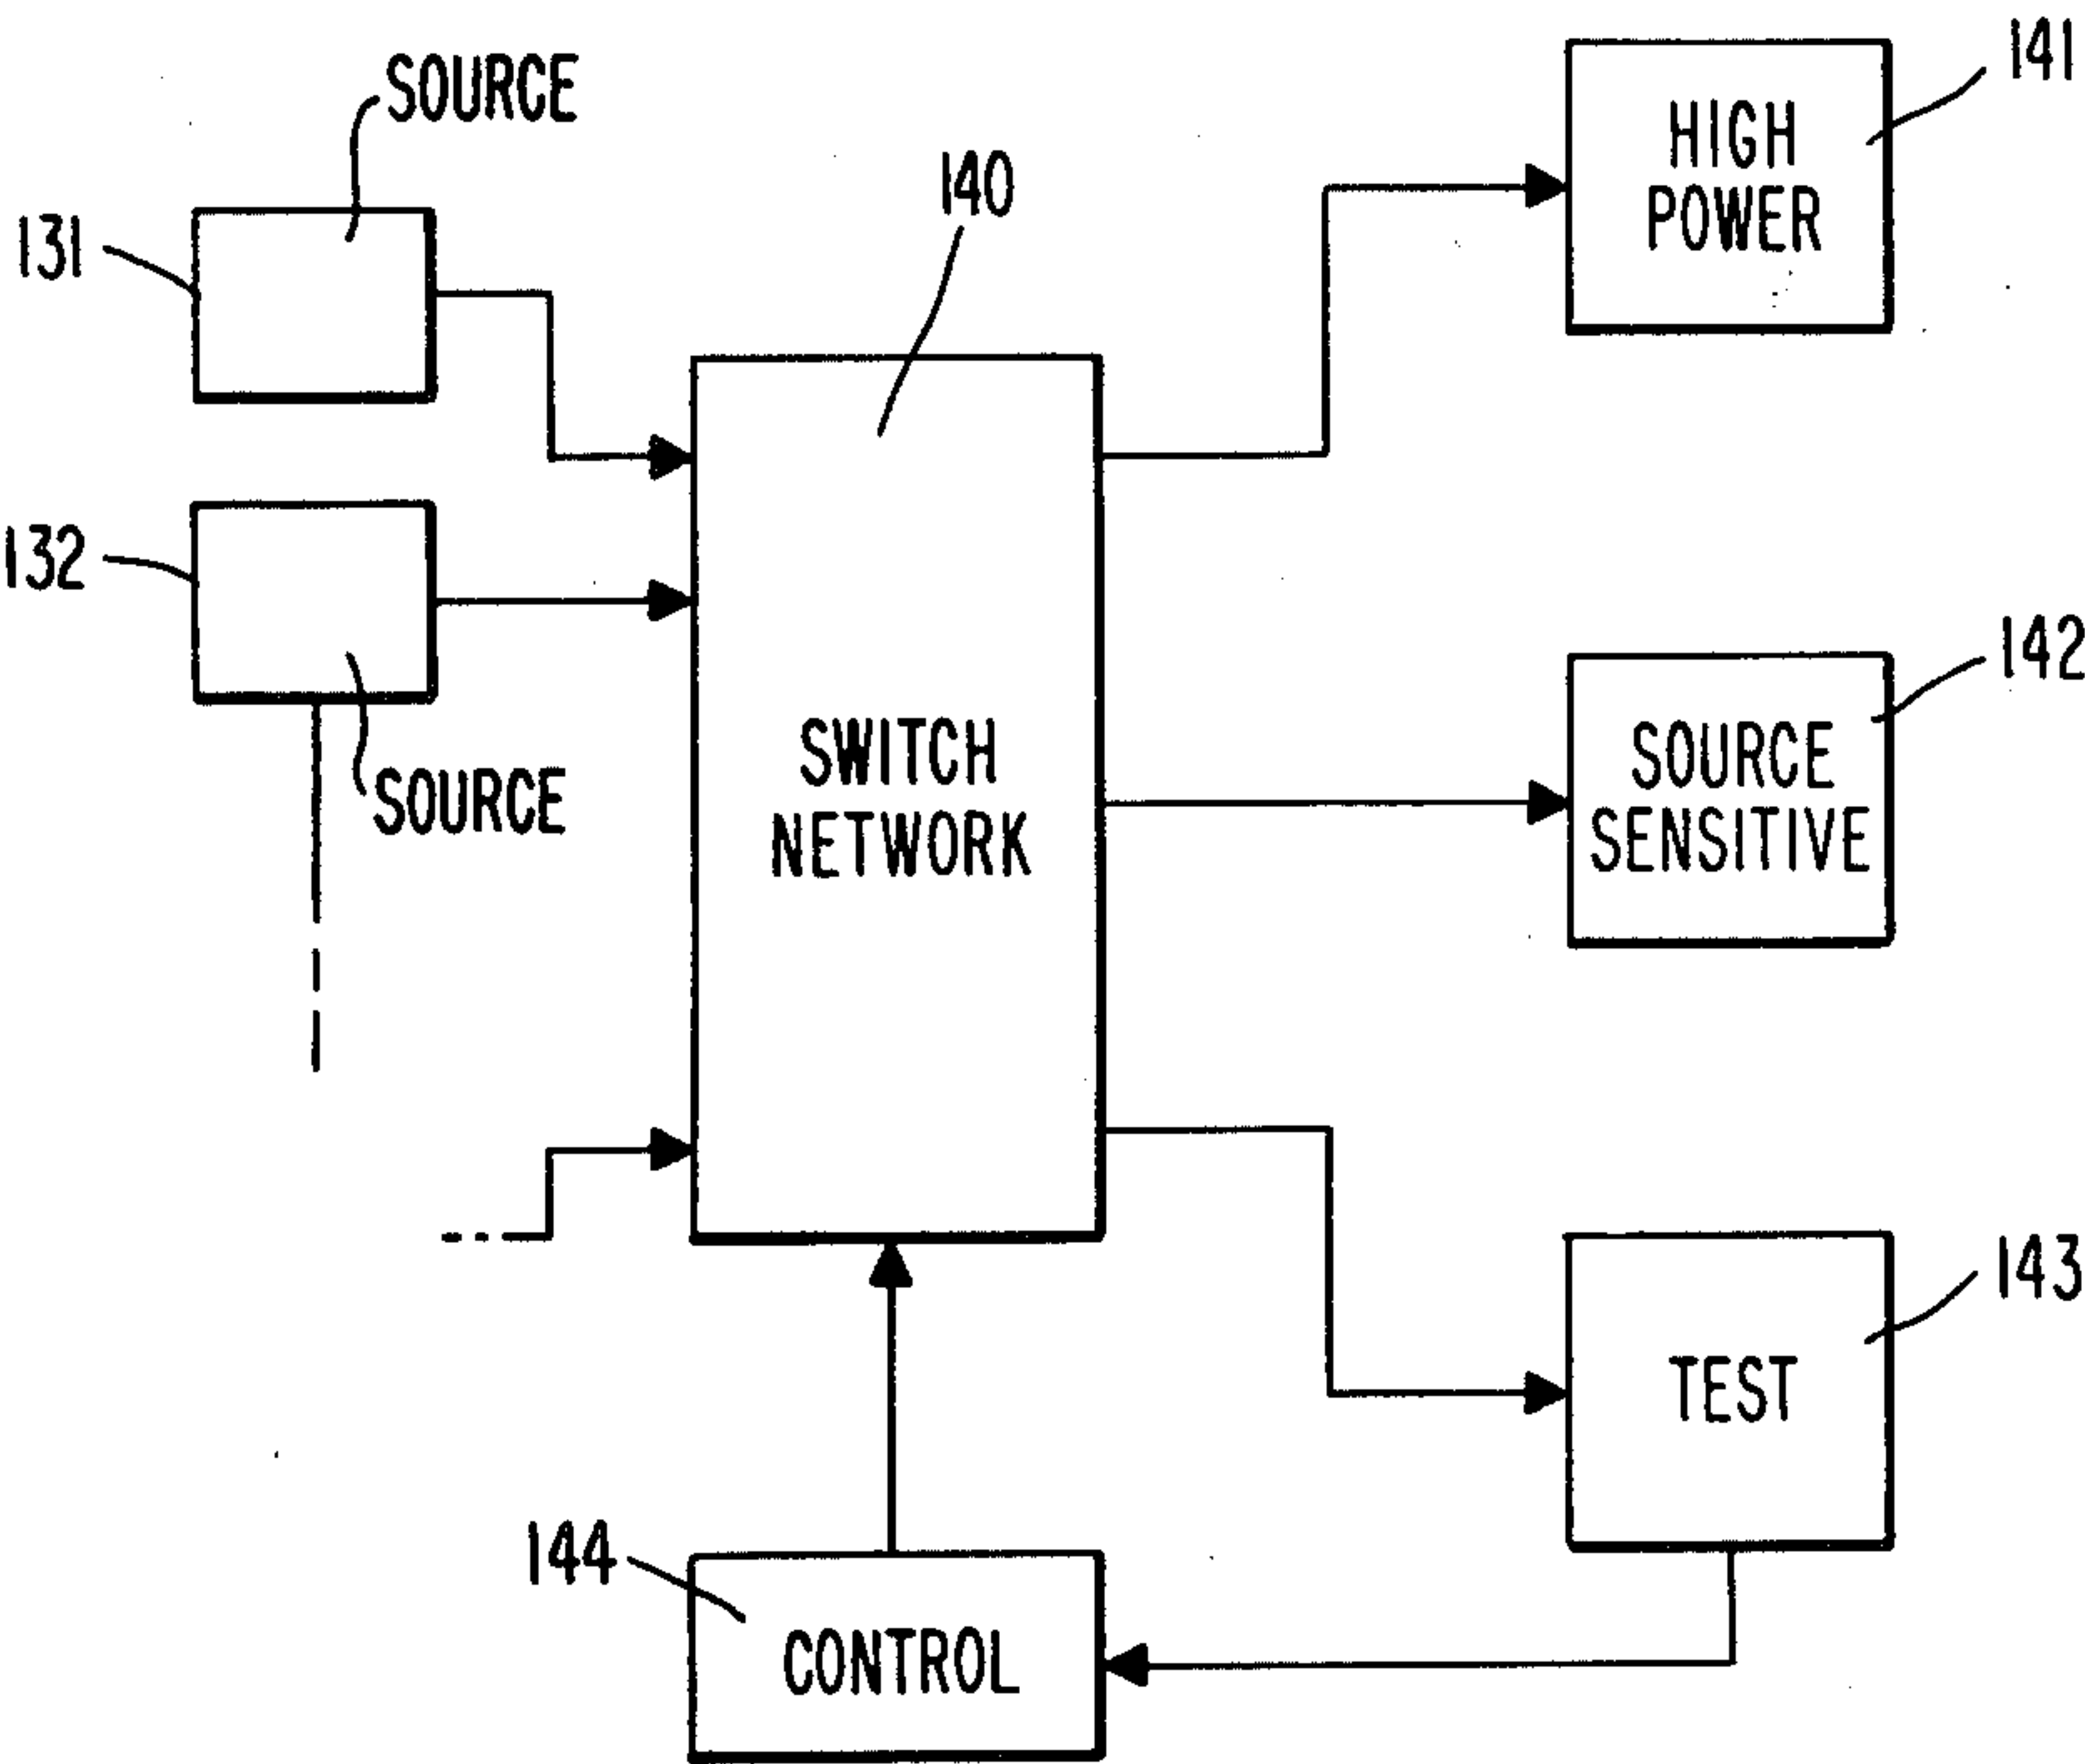 SOURCE
141
HIGH
POWER
140
131
132
SOURCE
SWITCH
NETWORK
142
SOURCE
SENSITIVE
143
TEST
144
CONTROL